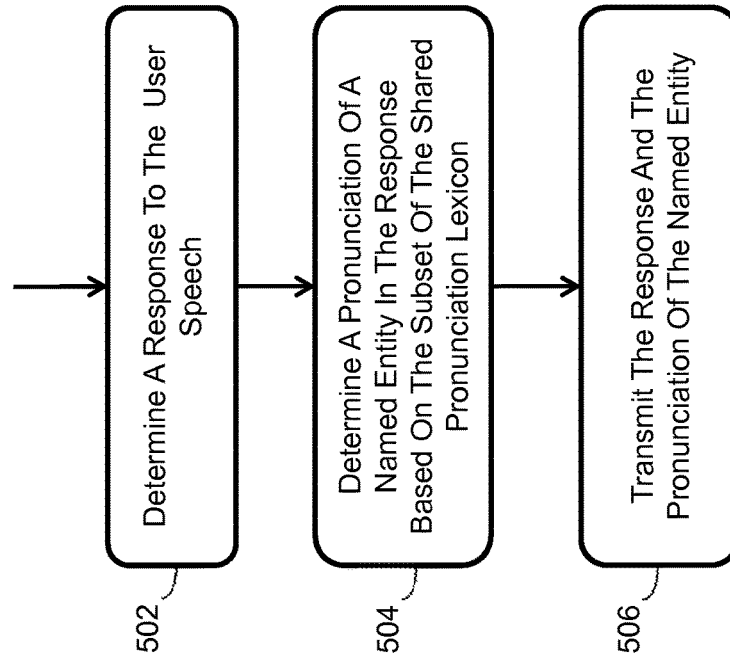 502
Determine A Response To The User
Speech
504
Determine A Pronunciation Of A
Named Entity In The Response
Based On The Subset Of The Shared
Pronunciation Lexicon
506
Transmit The Response And The
Pronunciation Of The Named Entity